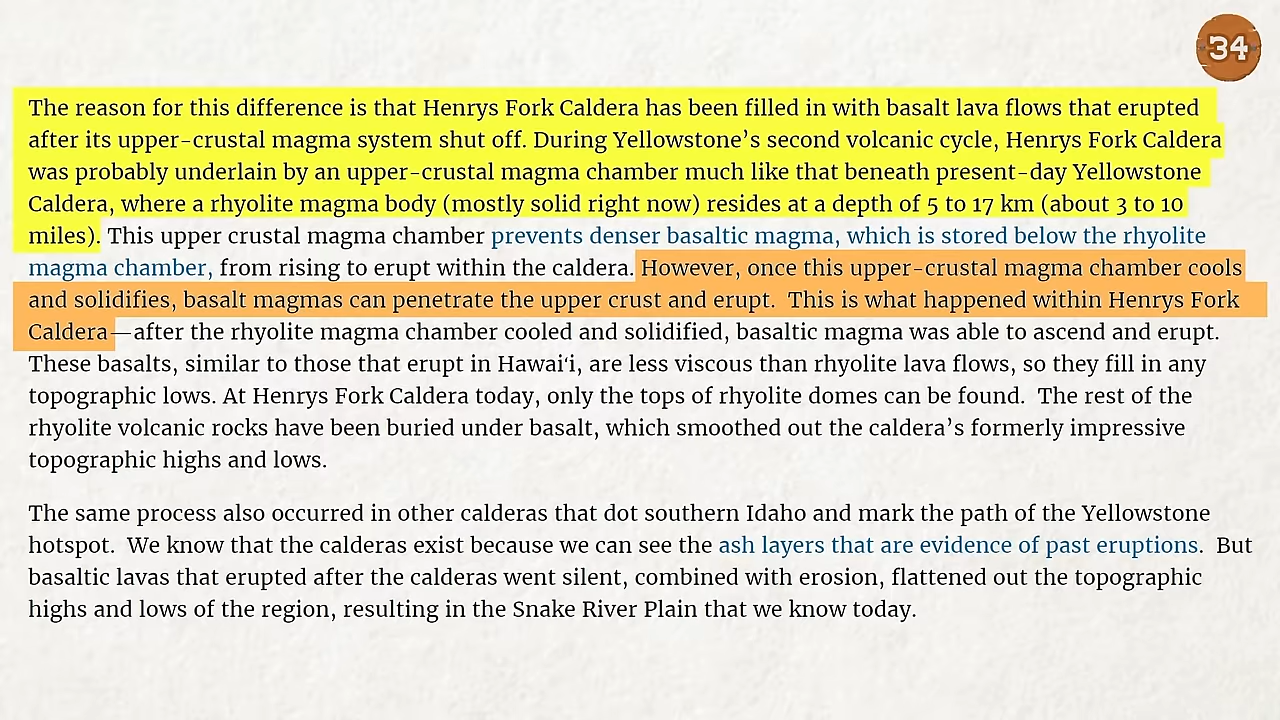 34
The reason for this difference is that Henrys Fork Caldera has been filled in with basalt lava flows that erupted
after its upper-crustal magma system shut off. During Yellowstone’s second volcanic cycle, Henrys Fork Caldera
was probably underlain by an upper-crustal magma chamber much like that beneath present-day Yellowstone
Caldera, where a rhyolite magma body (mostly solid right now) resides at a depth of 5 to 17 km (about 3 to 10
miles). This upper crustal magma chamber prevents denser basaltic magma, which is stored below the rhyolite
magma chamber, from rising to erupt within the caldera. However, once this upper-crustal magma chamber cools
and solidifies, basalt magmas can penetrate the upper crust and erupt.  This is what happened within Henrys Fork
Caldera—after the rhyolite magma chamber cooled and solidified, basaltic magma was able to ascend and erupt.
These basalts, similar to those that erupt in Hawaiʻi, are less viscous than rhyolite lava flows, so they fill in any
topographic lows. At Henrys Fork Caldera today, only the tops of rhyolite domes can be found.  The rest of the
rhyolite volcanic rocks have been buried under basalt, which smoothed out the caldera’s formerly impressive
topographic highs and lows.
The same process also occurred in other calderas that dot southern Idaho and mark the path of the Yellowstone
hotspot.  We know that the calderas exist because we can see the ash layers that are evidence of past eruptions.  But
basaltic lavas that erupted after the calderas went silent, combined with erosion, flattened out the topographic
highs and lows of the region, resulting in the Snake River Plain that we know today.